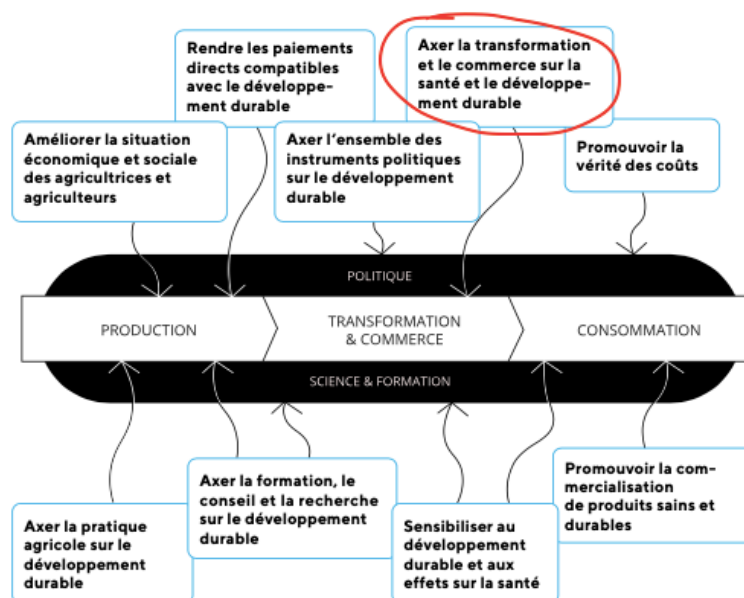 Rendre les paiements
directs compatibles
avec le développe-
ment durable
Axer la transformation
et le commerce sur la
santé et le développe-
ment durable
Améliorer la situation
économique et sociale
des agricultrices et
agriculteurs
Axer l’ensemble des
instruments politiques
sur le développement
durable
Promouvoir la
vérité des coûts
POLITIQUE
PRODUCTION
TRANSFORMATION
& COMMERCE
CONSOMMATION
SCIENCE & FORMATION
Axer la pratique
agricole sur le
développement
durable
Axer la formation, le
conseil et la recherche
sur le développement
durable
Sensibiliser au
développement
durable et aux
effets sur la santé
Promouvoir la com-
mercialisation
de produits sains et
durables